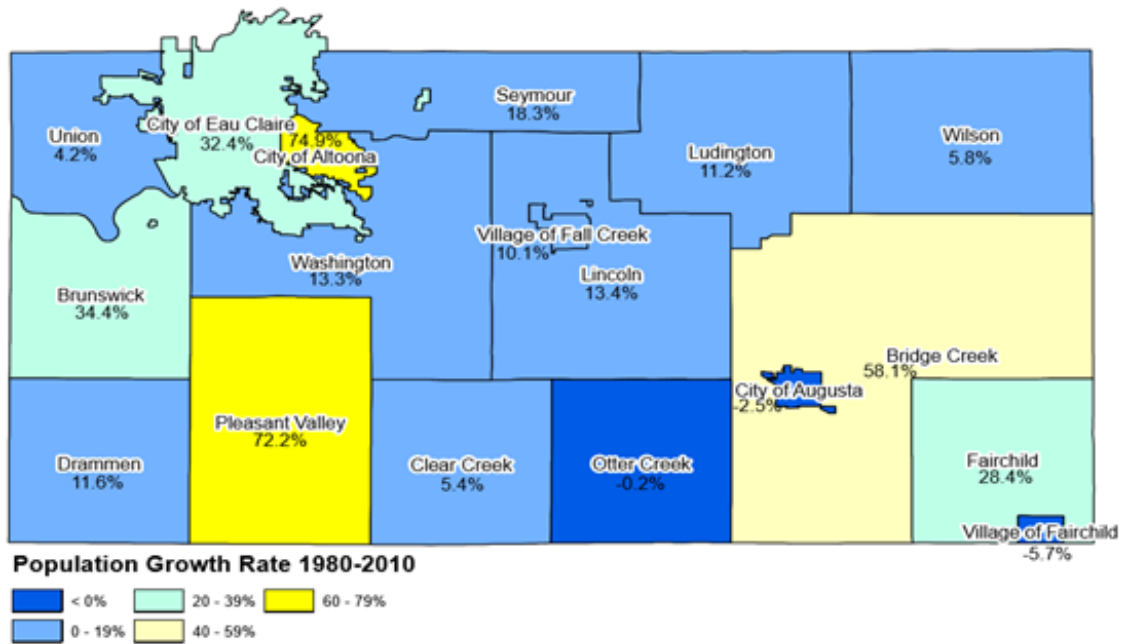 Seymour
18.3%
City of Eau Claire
32.4%
74.9%
City of Altoona
Union
4.2%
Ludington
11.2%
Wilson
5.8%
Village of Fall Creek
10.1%
Washington
13.3%
Lincoln
13.4%
Brunswick
34.4%
Bridge Creek
58.1%
City of Augusta
-2.5%
Pleasant Valley
72.2%
Drammen
11.6%
Clear Creek
5.4%
Otter Creek
-0.2%
Fairchild
28.4%
Village of Fairchild
-5.7%
Population Growth Rate 1980-2010
< 0%
20 - 39%
60 - 79%
0 - 19%
40 - 59%